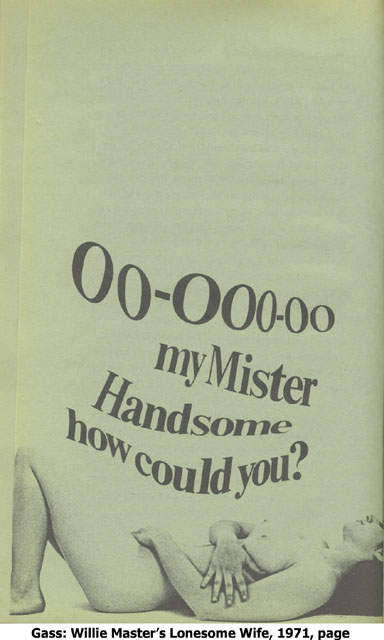 Oo-OOO-OO
my Mister
Handsome
how could you?
Gass: Willie Master's Lonesome Wife, 1971, page